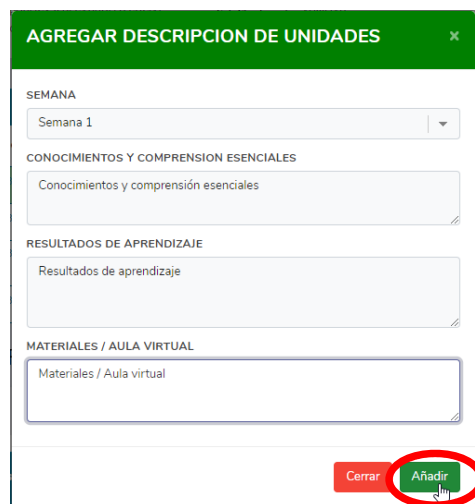 AGREGAR DESCRIPCION DE UNIDADES ×
SEMANA
Semana 1
CONOCIMIENTOS Y COMPRENSION ESENCIALES
Conocimientos y comprensión esenciales
RESULTADOS DE APRENDIZAJE
Resultados de aprendizaje
MATERIALES / AULA VIRTUAL
Materiales / Aula virtual
Cerrar Añadir